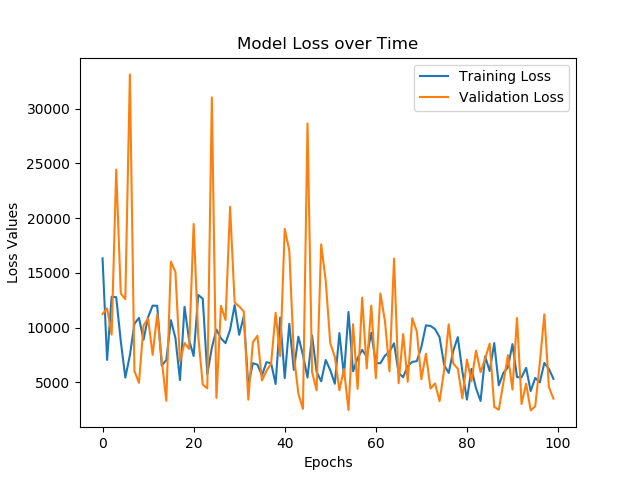 Model Loss over Time
Training Loss
Validation Loss
30000
25000
20000
15000
10000
5000
Loss Values
0 20 40 60 80 100
Epochs